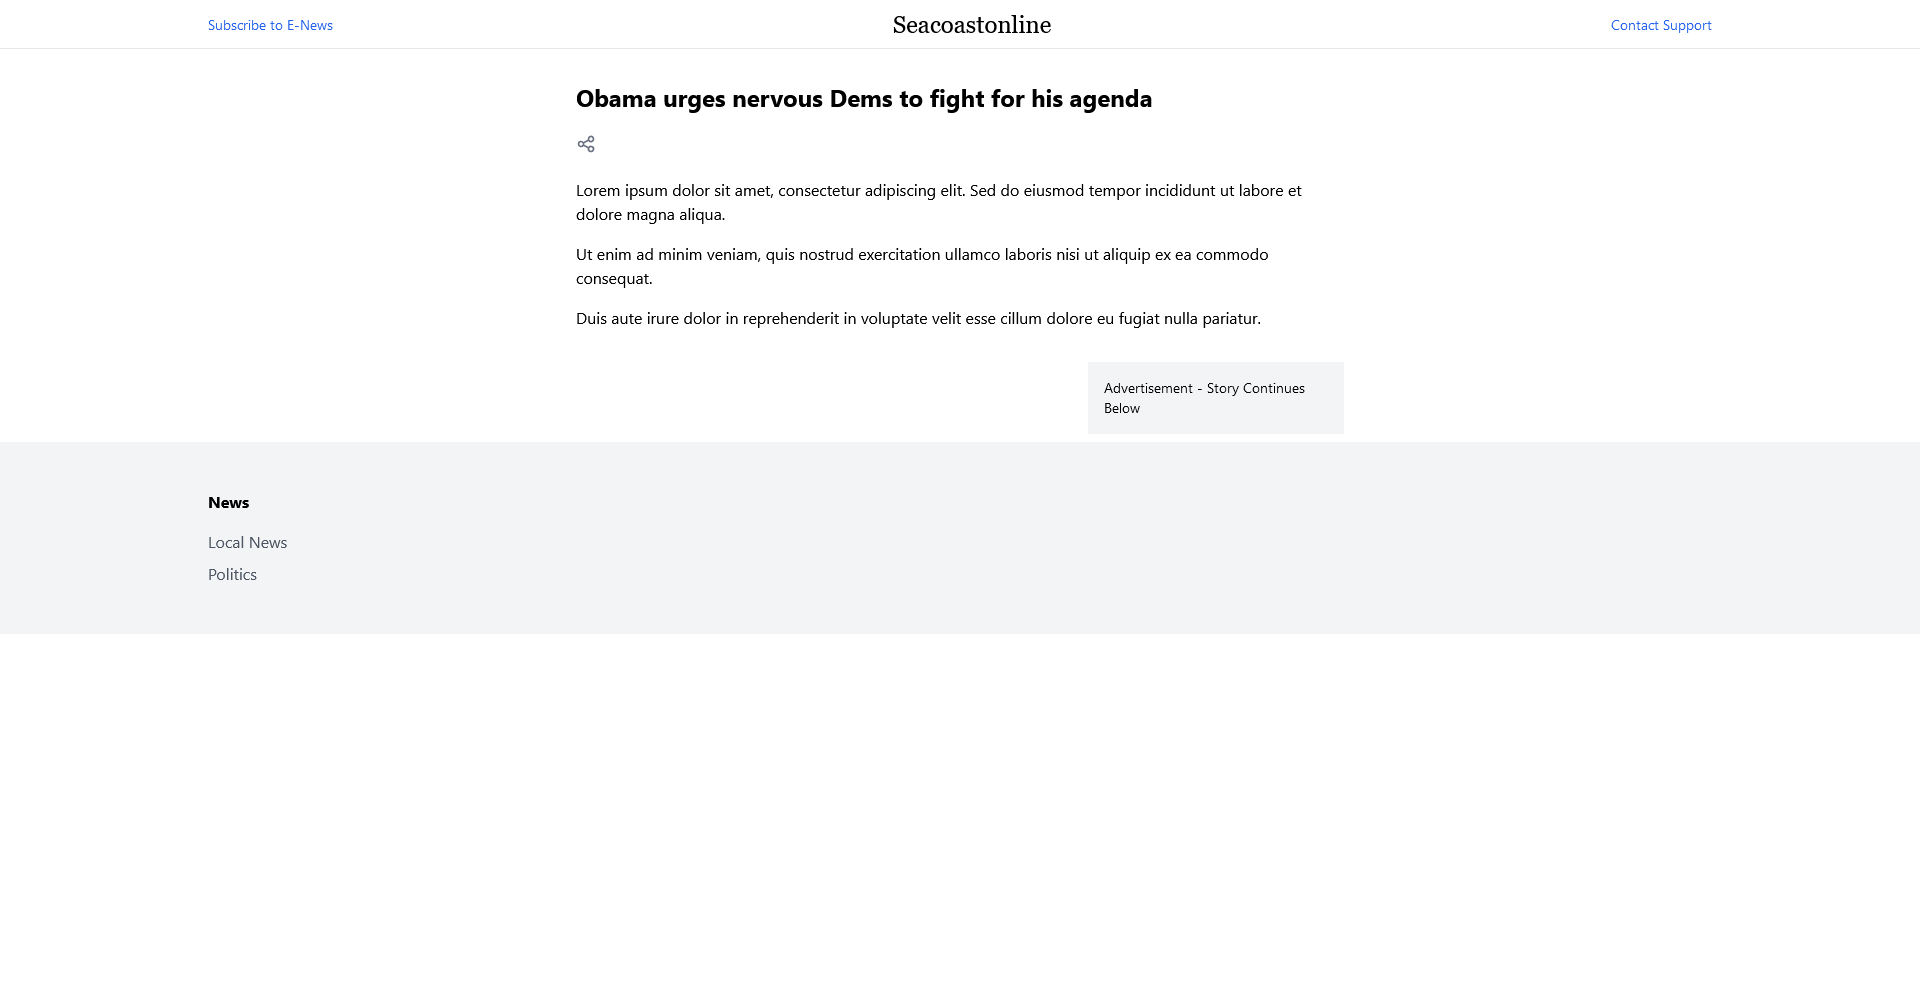 Subscribe to E-News
Seacoastonline
Contact Support
Obama urges nervous Dems to fight for his agenda
Lorem ipsum dolor sit amet, consectetur adipiscing elit. Sed do eiusmod tempor incididunt ut labore et
dolore magna aliqua.
Ut enim ad minim veniam, quis nostrud exercitation ullamco laboris nisi ut aliquip ex ea commodo
consequat.
Duis aute irure dolor in reprehenderit in voluptate velit esse cillum dolore eu fugiat nulla pariatur.
Advertisement - Story Continues
Below
News
Local News
Politics